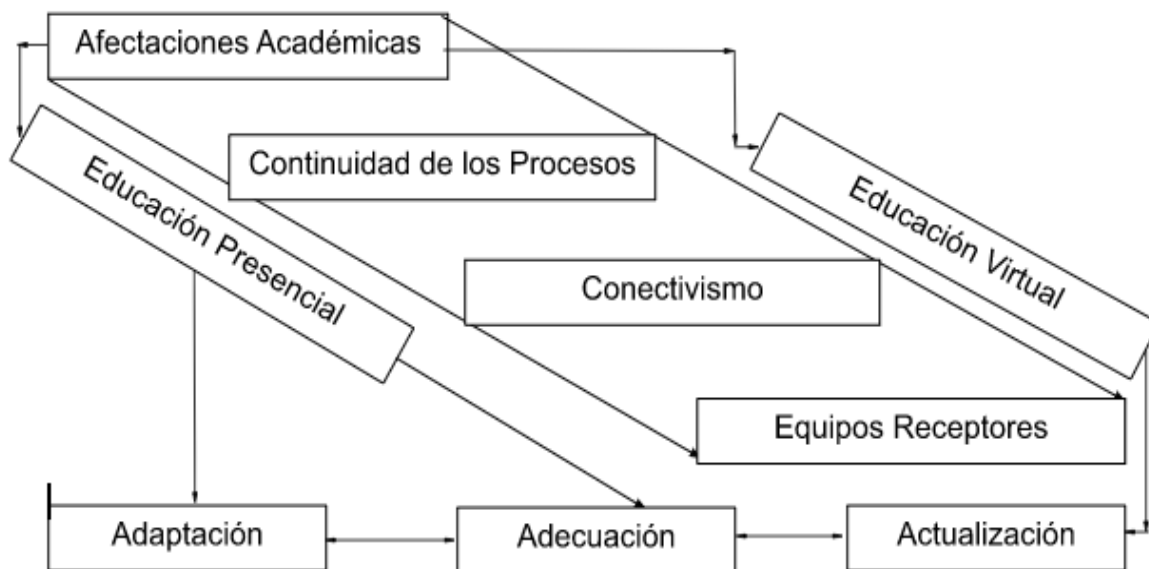 Afectaciones Académicas
Continuidad de los Procesos
Educación Presencial
Educación Virtual
Conectivismo
Equipos Receptores
Adaptación
Adecuación
Actualización